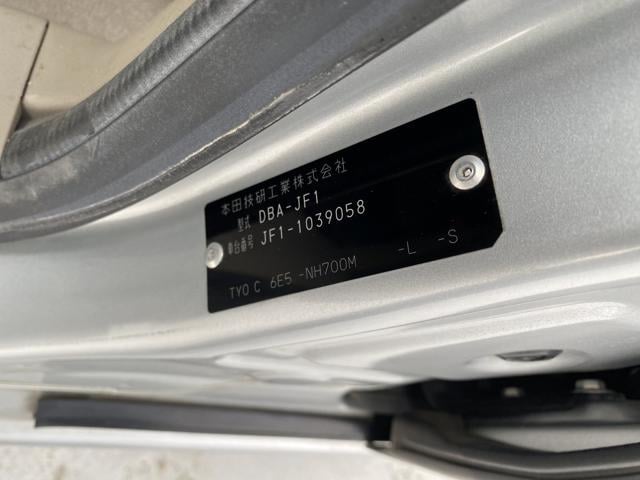 本田技研工業株式会社
型式 DBA-JF1
車台番号 JF1-1039058
TY0 C 6E5 -NH700M -L -S